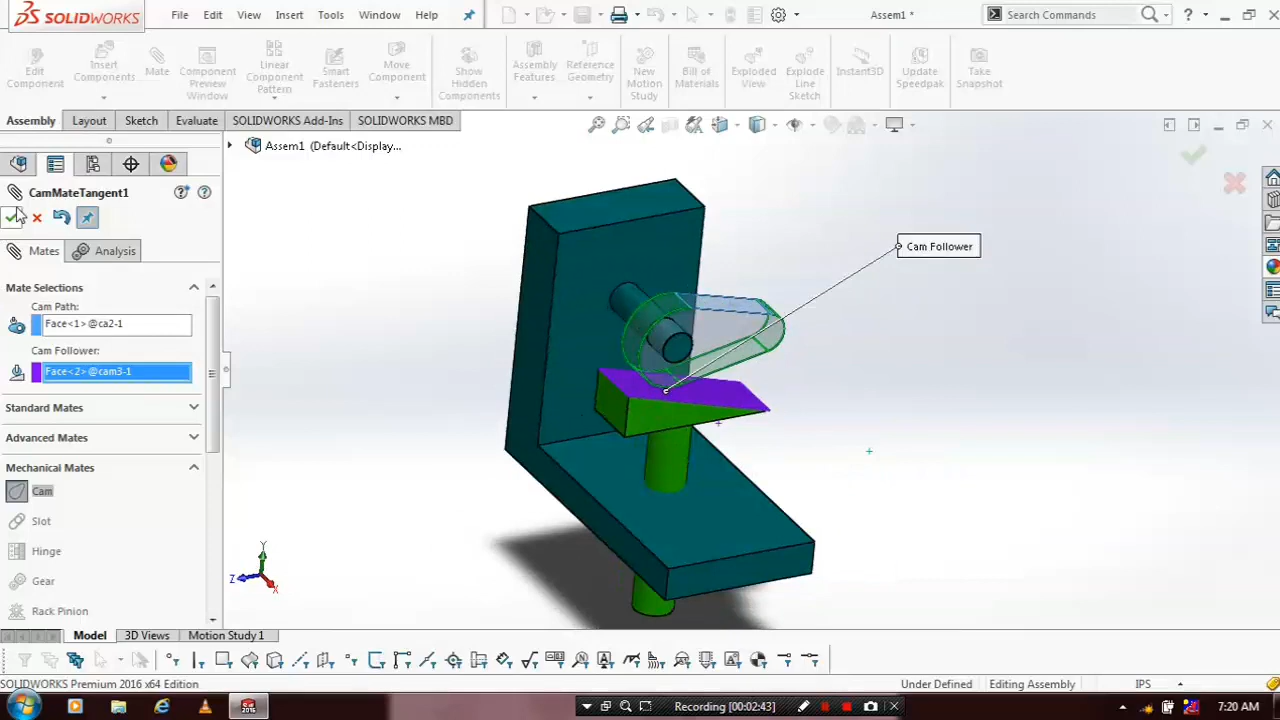 SOLIDWORKS
File Edit View Insert Tools Window Help
Assem1 *
Search Commands
?
Edit Component
Insert Components
Mate
Component Preview Window
Linear Component Pattern
Smart Fasteners
Move Component
Show Hidden Components
Assembly Features
Reference Geometry
New Motion Study
Bill of Materials
Exploded View
Explode Line Sketch
Instant3D
Update Speedpak
Take Snapshot
Assembly Layout Sketch Evaluate SOLIDWORKS Add-Ins SOLIDWORKS MBD
Assem1 (Default<Display...
CamMateTangent1
Mates Analysis
Mate Selections
Cam Path:
Face<1>@ca2-1
Cam Follower:
Face<2>@cam3-1
Standard Mates
Advanced Mates
Mechanical Mates
Cam
Slot
Hinge
Gear
Rack Pinion
Cam Follower
Y
Z
X
Model 3D Views Motion Study 1
SOLIDWORKS Premium 2016 x64 Edition
Under Defined Editing Assembly IPS
Recording [00:02:43]
7:20 AM